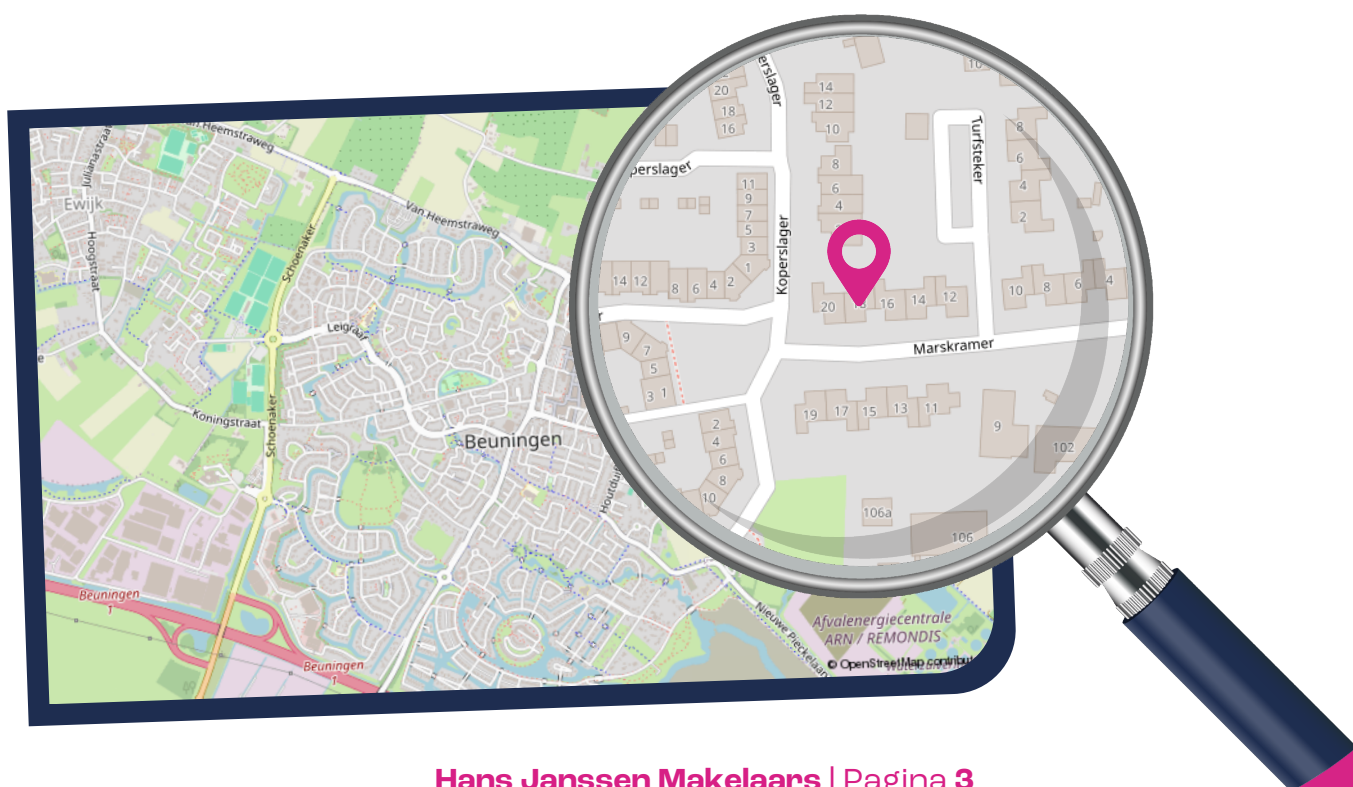 van Heemstraweg
Julianastraat
Ewijk
Hoogstraat
Schoenaker
Van Heemstraweg
Leigraaf
Koningstraat
Schoenaker
Beuningen
Beuningen
1
Beuningen
1
Nieuwe Pieckelaan
Afvalenergiecentrale
ARN / REMONDIS
© OpenStreetMap contribut
erslager
20
18
16
14
12
10
10
Turfsteker
8
6
4
2
perslager
8
6
4
11
9
7
5
3
1
Koperslager
14 12 8 6 4 2
20 16 14 12
10 8 6 4
Marskramer
9
7
5
3 1
19 17 15 13 11
9
102
2
4
6
8
10
106a
106
Hans Janssen Makelaars | Pagina 3